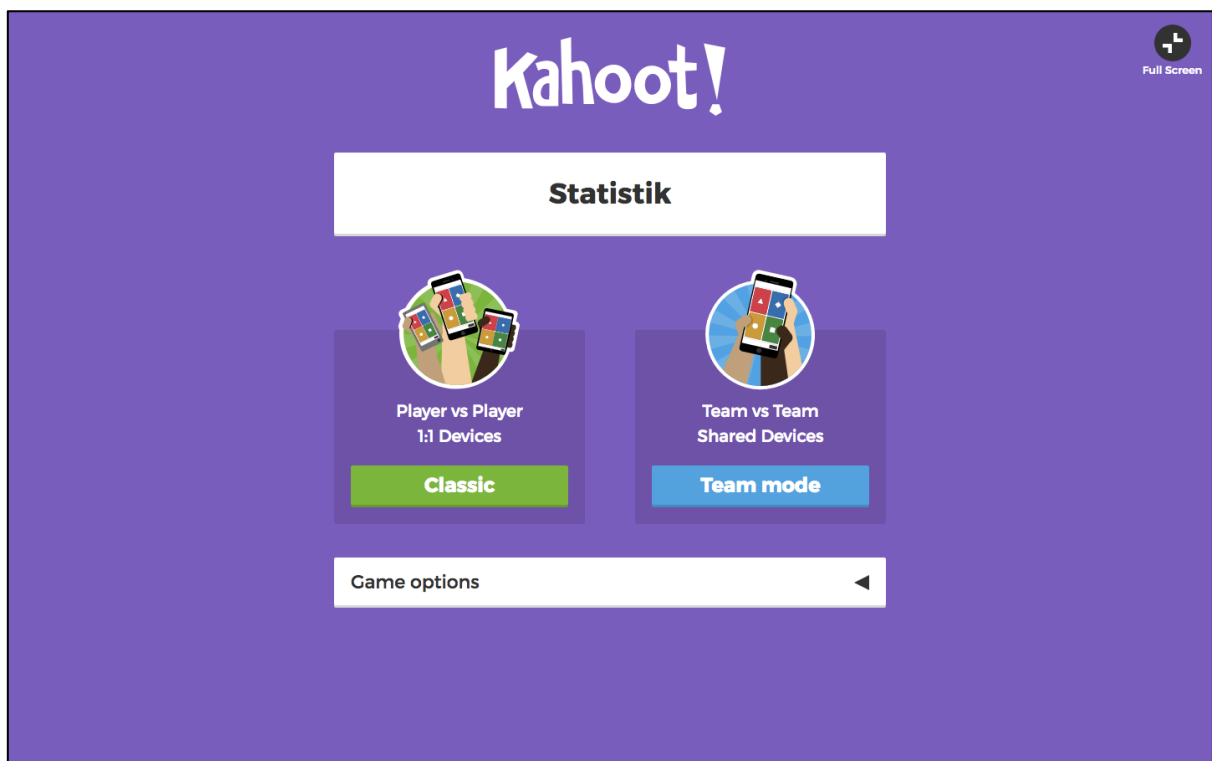 Kahoot!
Full Screen
Statistik
Player vs Player
1:1 Devices
Classic
Team vs Team
Shared Devices
Team mode
Game options